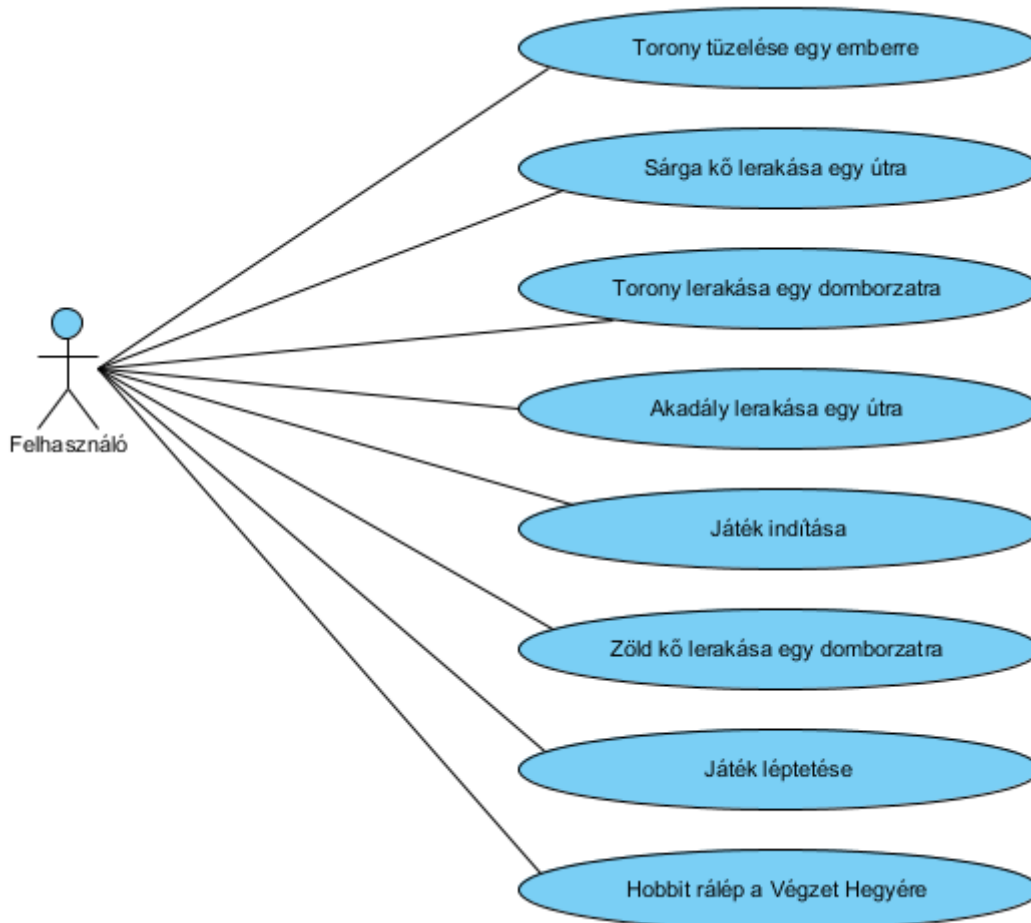 Torony tüzelése egy emberre
Sárga kő lerakása egy útra
Torony lerakása egy domborzatra
Akadály lerakása egy útra
Felhasználó
Játék indítása
Zöld kő lerakása egy domborzatra
Játék léptetése
Hobbit rálép a Végzet Hegyére